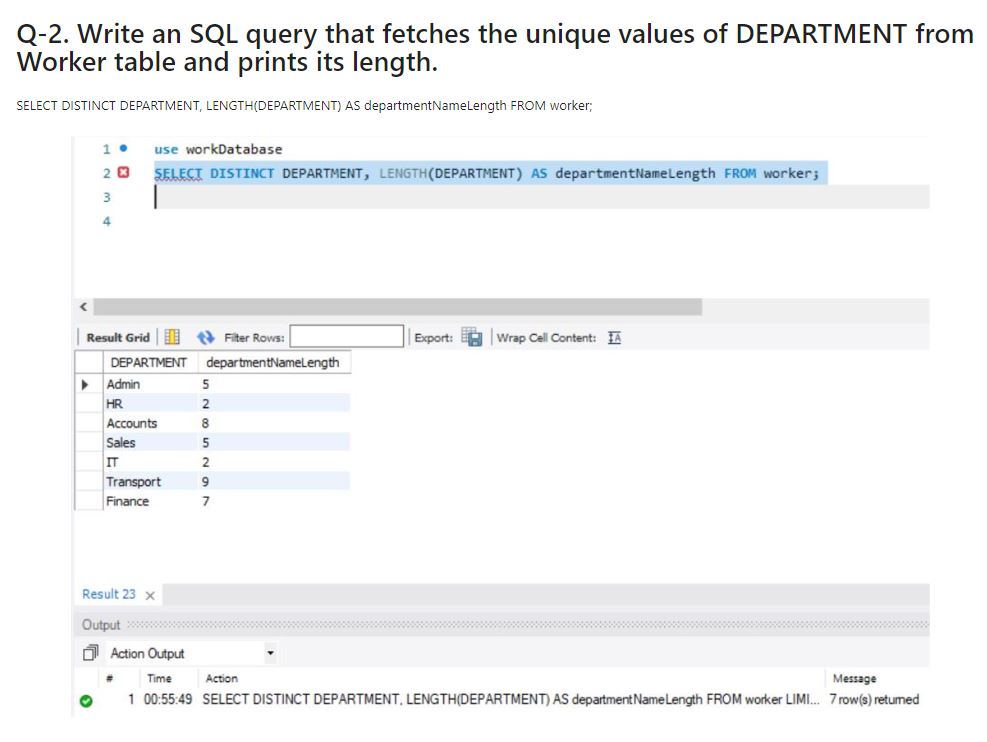 Q-2. Write an SQL query that fetches the unique values of DEPARTMENT from
Worker table and prints its length.
SELECT DISTINCT DEPARTMENT, LENGTH(DEPARTMENT) AS departmentNameLength FROM worker;
1 use workDatabase
2 SELECT DISTINCT DEPARTMENT, LENGTH(DEPARTMENT) AS departmentNameLength FROM worker;
3
4
Result Grid Filter Rows: Export: Wrap Cell Content: IA
DEPARTMENT departmentNameLength
Admin 5
HR 2
Accounts 8
Sales 5
IT 2
Transport 9
Finance 7
Result 23 x
Output
Action Output
# Time Action Message
1 00:55:49 SELECT DISTINCT DEPARTMENT, LENGTH(DEPARTMENT) AS departmentNameLength FROM worker LIMI... 7 row(s) returned